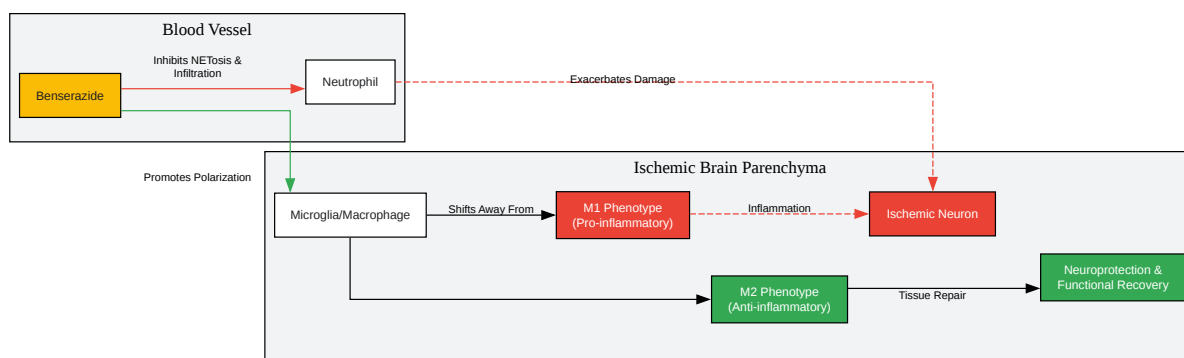 Blood Vessel
Inhibits NETosis &
Infiltration
Benserazide
Neutrophil
Exacerbates Damage
Promotes Polarization
Ischemic Brain Parenchyma
Microglia/Macrophage
Shifts Away From
M1 Phenotype
(Pro-inflammatory)
Inflammation
Ischemic Neuron
M2 Phenotype
(Anti-inflammatory)
Tissue Repair
Neuroprotection &
Functional Recovery